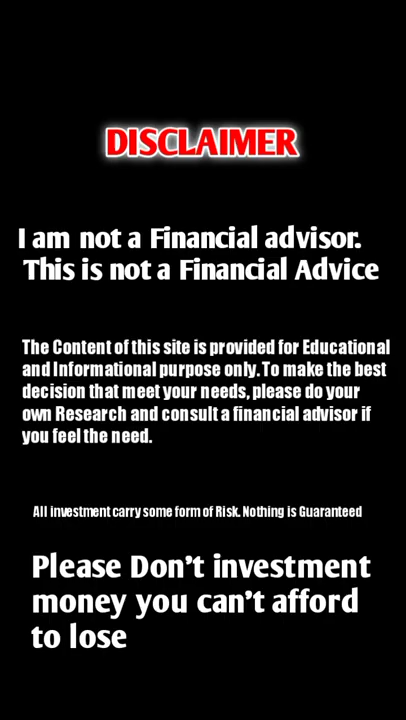 DISCLAIMER
I am not a Financial advisor.
This is not a Financial Advice
The Content of this site is provided for Educational
and Informational purpose only. To make the best
decision that meet your needs, please do your
own Research and consult a financial advisor if
you feel the need.
All investment carry some form of Risk. Nothing is Guaranteed
Please Don't investment
money you can't afford
to lose